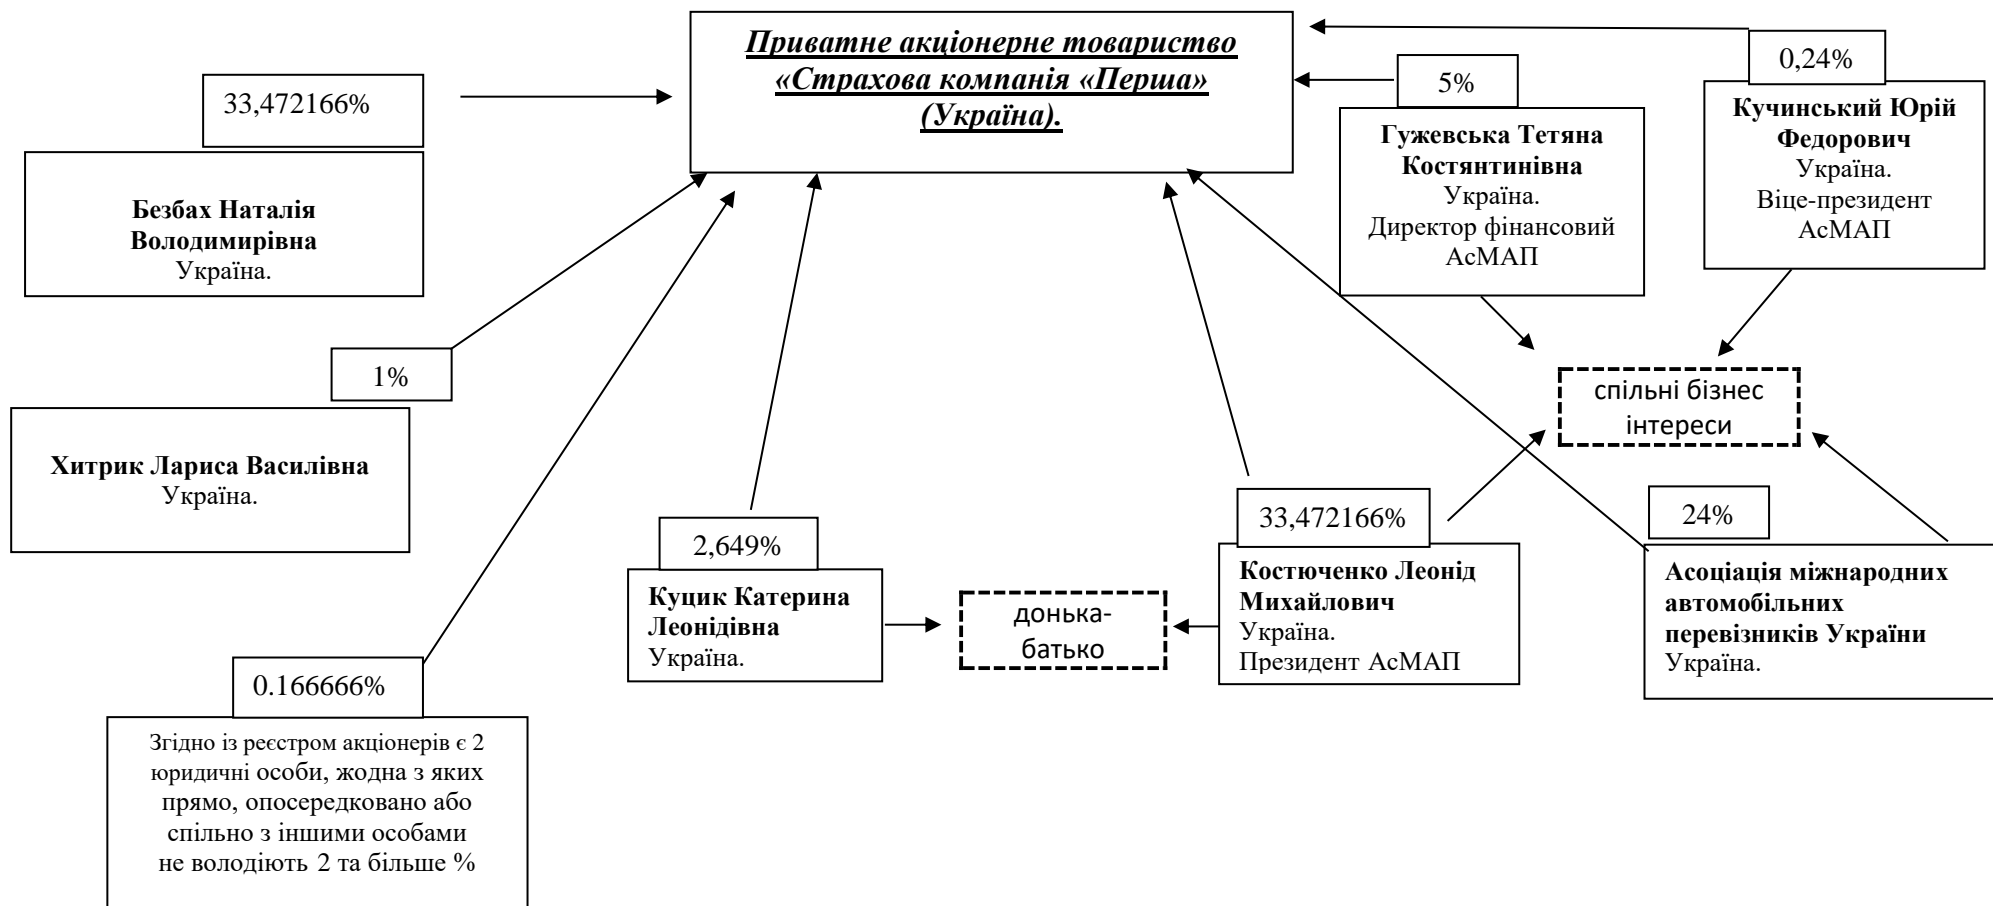 Приватне акціонерне товариство
«Страхова компанія «Перша»
(Україна).
33,472166%
Безбах Наталія
Володимирівна
Україна.
5%
Гужевська Тетяна
Костянтинівна
Україна.
Директор фінансовий
АсМАП
0,24%
Кучинський Юрій
Федорович
Україна.
Віце-президент
АсМАП
1%
Хитрик Лариса Василівна
Україна.
спільні бізнес
інтереси
2,649%
Куцик Катерина
Леонідівна
Україна.
донька-
батько
33,472166%
Костюченко Леонід
Михайлович
Україна.
Президент АсМАП
24%
Асоціація міжнародних
автомобільних
перевізників України
Україна.
0.166666%
Згідно із реєстром акціонерів є 2
юридичні особи, жодна з яких
прямо, опосередковано або
спільно з іншими особами
не володіють 2 та більше %